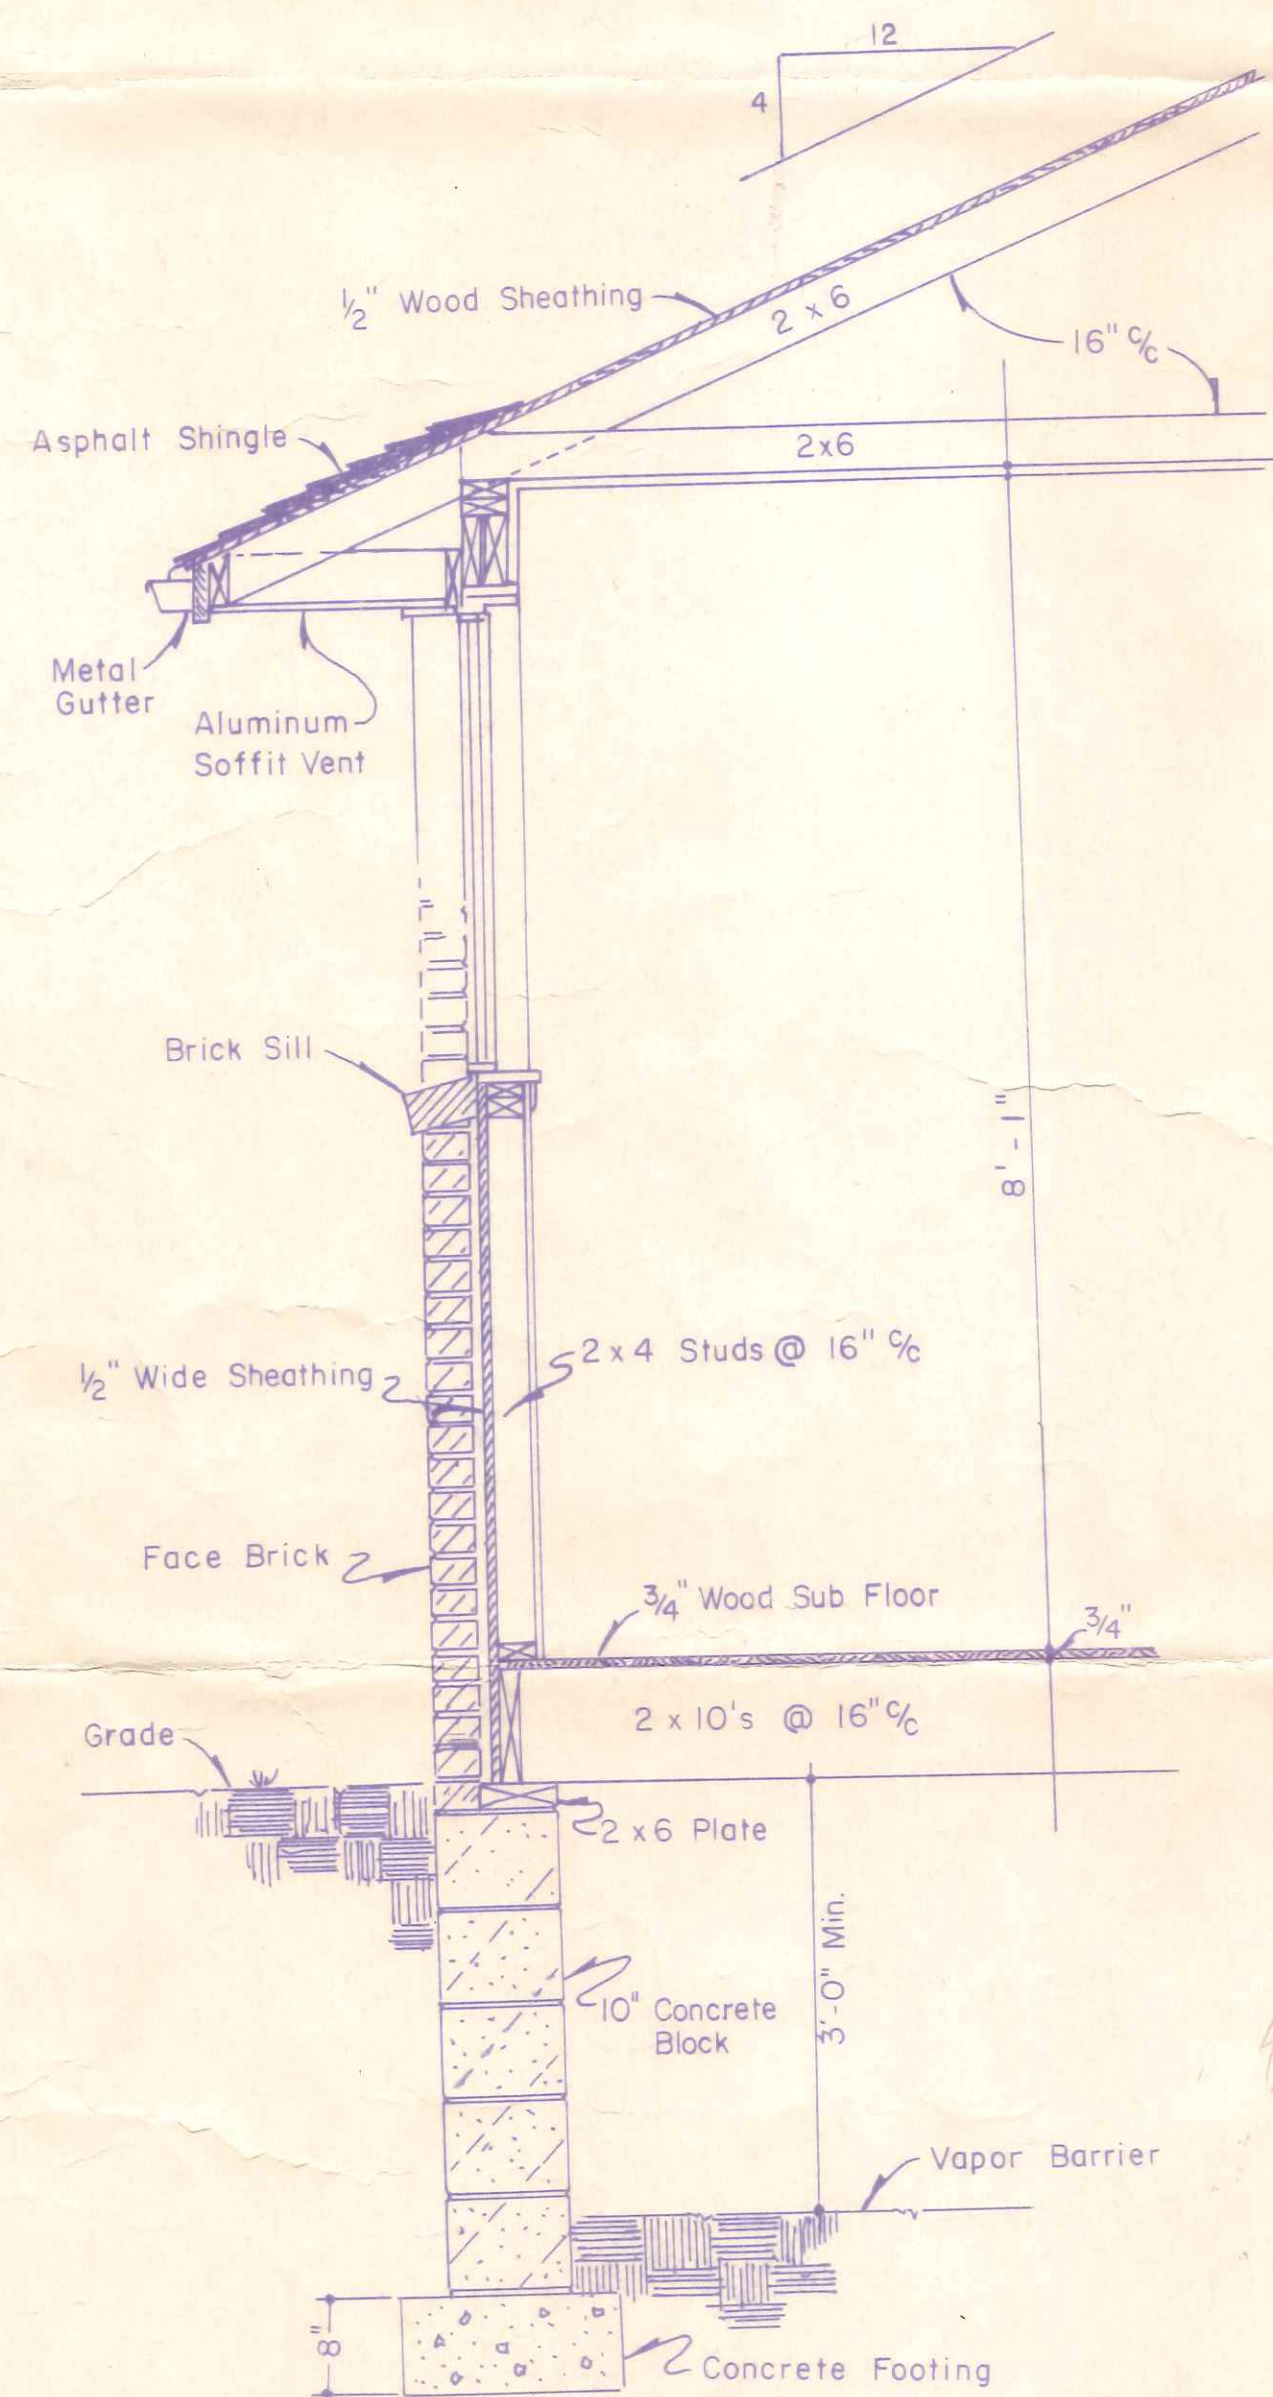 12
4
1/2" Wood Sheathing
2 x 6
16" c/c
Asphalt Shingle
2x6
Metal
Gutter
Aluminum
Soffit Vent
Brick Sill
8' - 1"
2 x 4 Studs @ 16" c/c
1/2" Wide Sheathing
Face Brick
3/4" Wood Sub Floor
3/4"
2 x 10's @ 16" c/c
Grade
2 x 6 Plate
3'-0" Min.
10" Concrete
Block
Vapor Barrier
8"
Concrete Footing